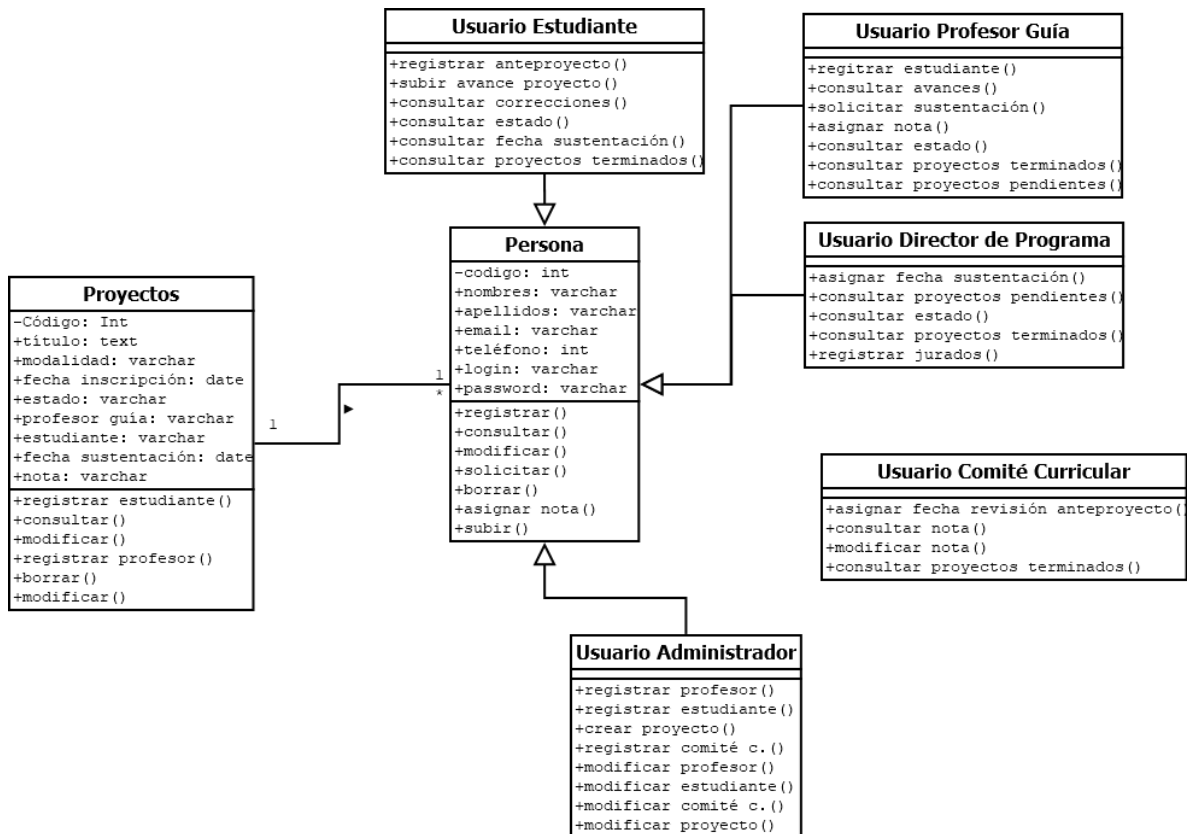 Usuario Estudiante
+registrar anteproyecto()
+subir avance proyecto()
+consultar correcciones()
+consultar estado()
+consultar fecha sustentación()
+consultar proyectos terminados()
Usuario Profesor Guía
+regitrar estudiante()
+consultar avances()
+solicitar sustentación()
+asignar nota()
+consultar estado()
+consultar proyectos terminados()
+consultar proyectos pendientes()
Persona
-codigo: int
+nombres: varchar
+apellidos: varchar
+email: varchar
+teléfono: int
+login: varchar
+password: varchar
+registrar()
+consultar()
+modificar()
+solicitar()
+borrar()
+asignar nota()
+subir()
Usuario Director de Programa
+asignar fecha sustentación()
+consultar proyectos pendientes()
+consultar estado()
+consultar proyectos terminados()
+registrar jurados()
Proyectos
-Código: Int
+título: text
+modalidad: varchar
+fecha inscripción: date
+estado: varchar
+profesor guía: varchar
+estudiante: varchar
+fecha sustentación: date
+nota: varchar
+registrar estudiante()
+consultar()
+modificar()
+registrar profesor()
+borrar()
+modificar()
1
1
*
Usuario Comité Curricular
+asignar fecha revisión anteproyecto()
+consultar nota()
+modificar nota()
+consultar proyectos terminados()
Usuario Administrador
+registrar profesor()
+registrar estudiante()
+crear proyecto()
+registrar comité c.()
+modificar profesor()
+modificar estudiante()
+modificar comité c.()
+modificar proyecto()